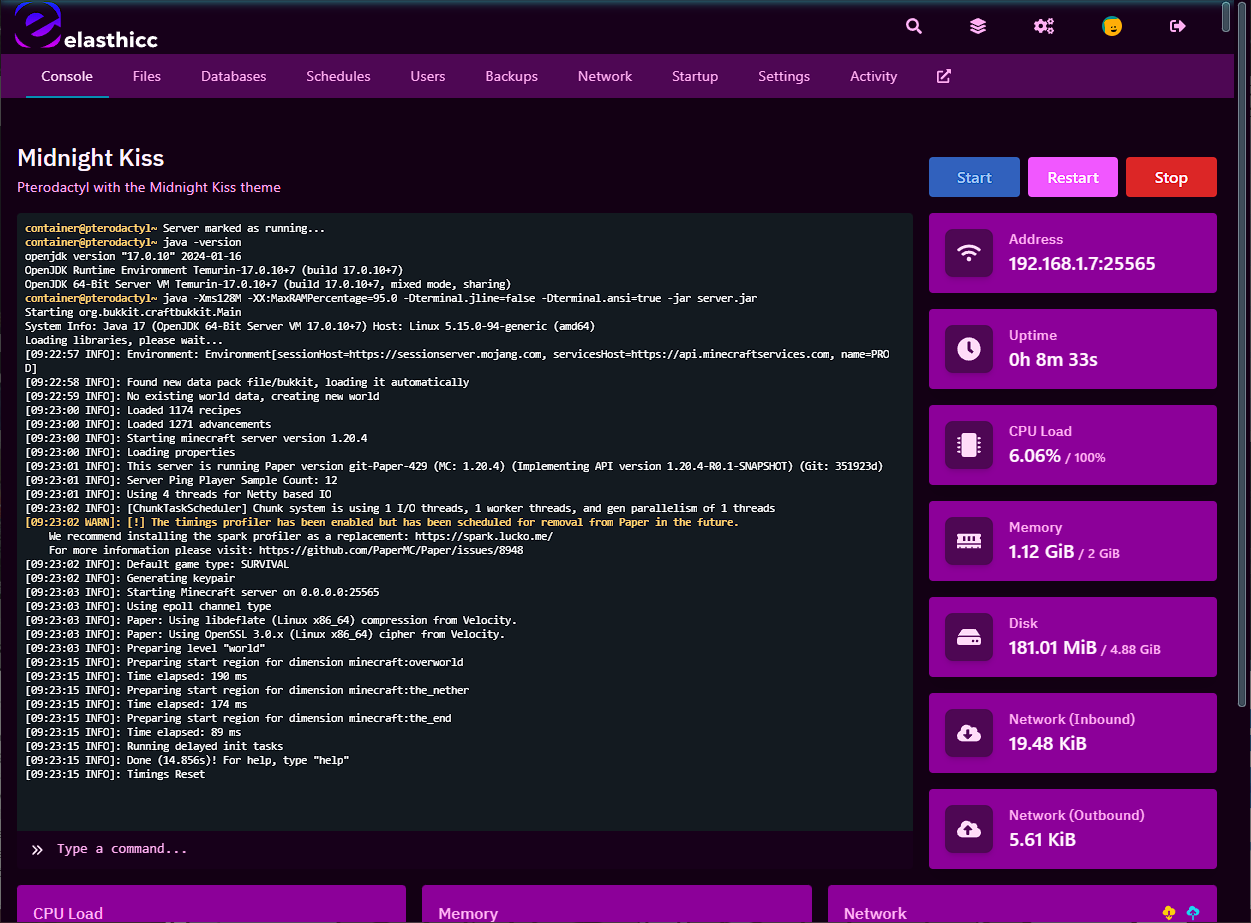 elasthicc
Console Files Databases Schedules Users Backups Network Startup Settings Activity
Midnight Kiss
Pterodactyl with the Midnight Kiss theme
Start Restart Stop
container@pterodactyl~ Server marked as running...
container@pterodactyl~ java -version
openjdk version "17.0.10" 2024-01-16
OpenJDK Runtime Environment Temurin-17.0.10+7 (build 17.0.10+7)
OpenJDK 64-Bit Server VM Temurin-17.0.10+7 (build 17.0.10+7, mixed mode, sharing)
container@pterodactyl~ java -Xms128M -XX:MaxRAMPercentage=95.0 -Dterminal.jline=false -Dterminal.ansi=true -jar server.jar
Starting org.bukkit.craftbukkit.Main
System Info: Java 17 (OpenJDK 64-Bit Server VM 17.0.10+7) Host: Linux 5.15.0-94-generic (amd64)
Loading libraries, please wait...
[09:22:57 INFO]: Environment: Environment[sessionHost=https://sessionserver.mojang.com, servicesHost=https://api.minecraftservices.com, name=PRO
D]
[09:22:58 INFO]: Found new data pack file/bukkit, loading it automatically
[09:22:59 INFO]: No existing world data, creating new world
[09:23:00 INFO]: Loaded 1174 recipes
[09:23:00 INFO]: Loaded 1271 advancements
[09:23:00 INFO]: Starting minecraft server version 1.20.4
[09:23:00 INFO]: Loading properties
[09:23:01 INFO]: This server is running Paper version git-Paper-429 (MC: 1.20.4) (Implementing API version 1.20.4-R0.1-SNAPSHOT) (Git: 351923d)
[09:23:01 INFO]: Server Ping Player Sample Count: 12
[09:23:01 INFO]: Using 4 threads for Netty based IO
[09:23:02 INFO]: [ChunkTaskScheduler] Chunk system is using 1 I/O threads, 1 worker threads, and gen parallelism of 1 threads
[09:23:02 WARN]: [!] The timings profiler has been enabled but has been scheduled for removal from Paper in the future.
We recommend installing the spark profiler as a replacement: https://spark.lucko.me/
For more information please visit: https://github.com/PaperMC/Paper/issues/8948
[09:23:02 INFO]: Default game type: SURVIVAL
[09:23:02 INFO]: Generating keypair
[09:23:03 INFO]: Starting Minecraft server on 0.0.0.0:25565
[09:23:03 INFO]: Using epoll channel type
[09:23:03 INFO]: Paper: Using libdeflate (Linux x86_64) compression from Velocity.
[09:23:03 INFO]: Paper: Using OpenSSL 3.0.x (Linux x86_64) cipher from Velocity.
[09:23:03 INFO]: Preparing level "world"
[09:23:15 INFO]: Preparing start region for dimension minecraft:overworld
[09:23:15 INFO]: Time elapsed: 190 ms
[09:23:15 INFO]: Preparing start region for dimension minecraft:the_nether
[09:23:15 INFO]: Time elapsed: 174 ms
[09:23:15 INFO]: Preparing start region for dimension minecraft:the_end
[09:23:15 INFO]: Time elapsed: 89 ms
[09:23:15 INFO]: Running delayed init tasks
[09:23:15 INFO]: Done (14.856s)! For help, type "help"
[09:23:15 INFO]: Timings Reset
» Type a command...
Address
192.168.1.7:25565
Uptime
0h 8m 33s
CPU Load
6.06% / 100%
Memory
1.12 GiB / 2 GiB
Disk
181.01 MiB / 4.88 GiB
Network (Inbound)
19.48 KiB
Network (Outbound)
5.61 KiB
CPU Load
Memory
Network